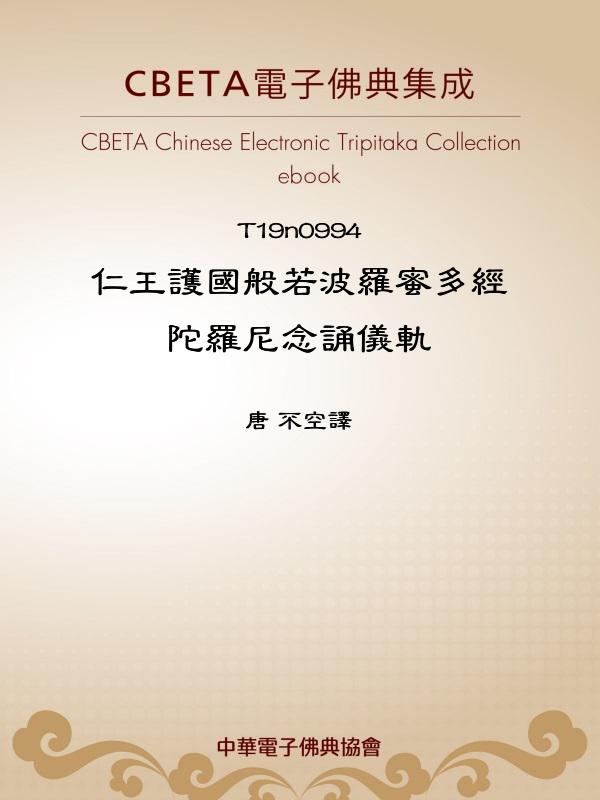 CBETA電子佛典集成
CBETA Chinese Electronic Tripitaka Collection
ebook
T19n0994
仁王護國般若波羅蜜多經
陀羅尼念誦儀軌
唐 不空譯
中華電子佛典協會